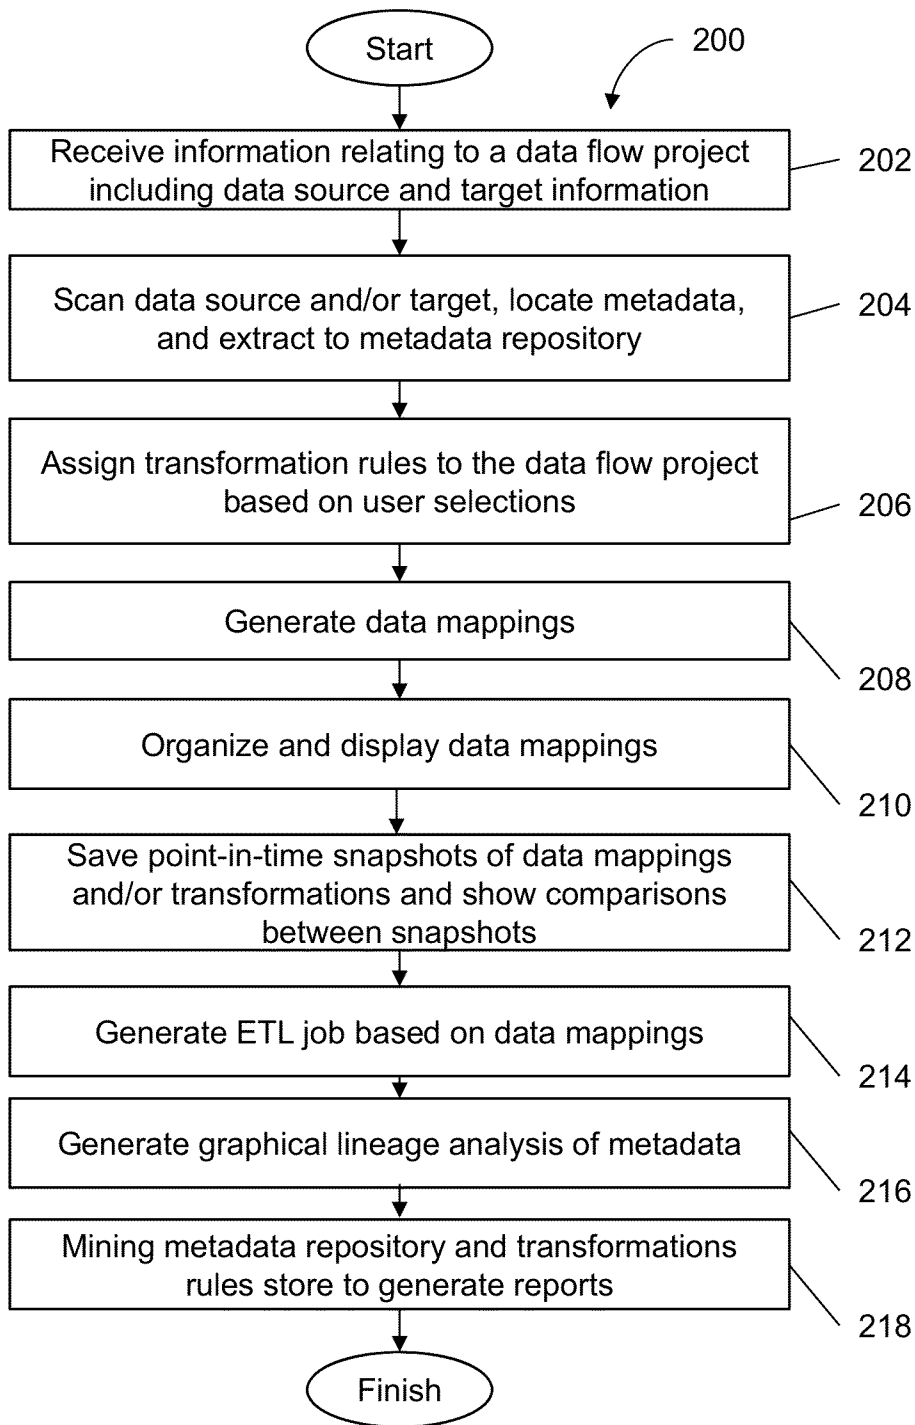 Start
200
Receive information relating to a data flow project
including data source and target information
202
Scan data source and/or target, locate metadata,
and extract to metadata repository
204
Assign transformation rules to the data flow project
based on user selections
206
Generate data mappings
208
Organize and display data mappings
210
Save point-in-time snapshots of data mappings
and/or transformations and show comparisons
between snapshots
212
Generate ETL job based on data mappings
214
Generate graphical lineage analysis of metadata
216
Mining metadata repository and transformations
rules store to generate reports
218
Finish